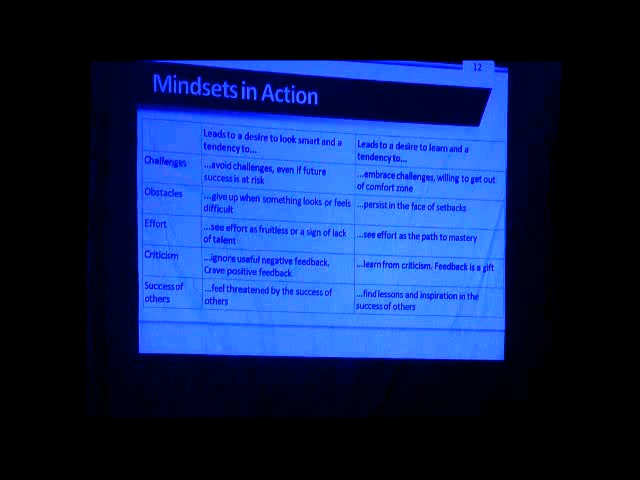 12
Mindsets in Action
Leads to a desire to look smart and a
tendency to...
Leads to a desire to learn and a
tendency to...
Challenges
...avoid challenges, even if future
success is at risk
...embrace challenges, willing to get out
of comfort zone
Obstacles
...give up when something looks or feels
difficult
...persist in the face of setbacks
Effort
...see effort as fruitless or a sign of lack
of talent
...see effort as the path to mastery
Criticism
...ignore useful negative feedback.
Crave positive feedback
...learn from criticism. Feedback is a gift
Success of
others
...feel threatened by the success of
others
...find lessons and inspiration in the
success of others